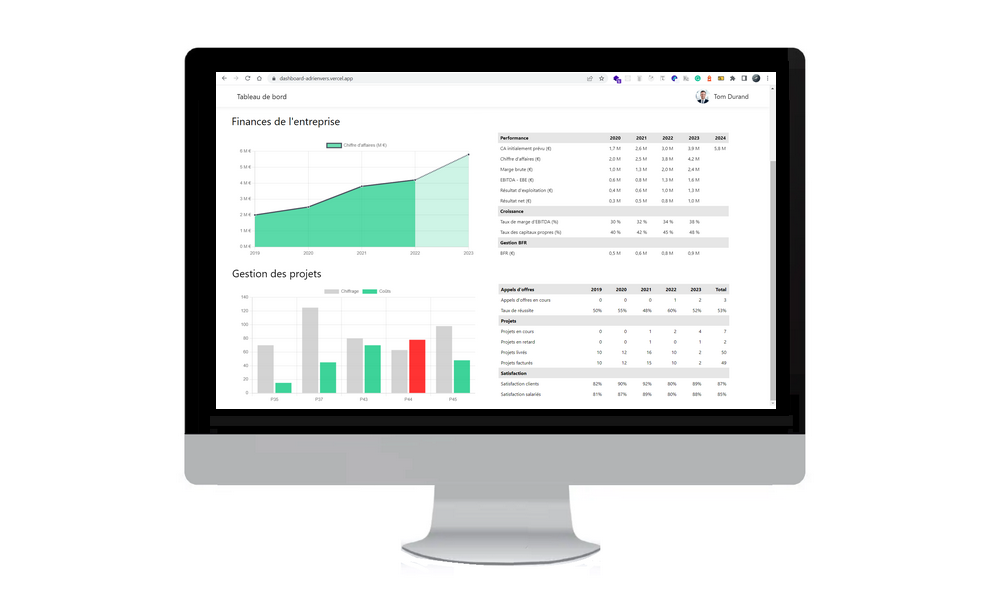 dashboard-adrienvers.vercel.app
Tableau de bord
Tom Durand
Finances de l'entreprise
Chiffre d'affaires (M €)
6 M €
5 M €
4 M €
3 M €
2 M €
1 M €
0 M €
2019 2020 2021 2022 2023
Performance 2020 2021 2022 2023 2024
CA initialement prévu (€) 1,7 M 2,6 M 3,0 M 3,9 M 5,8 M
Chiffre d'affaires (€) 2,0 M 2,5 M 3,8 M 4,2 M
Marge brute (€) 1,0 M 1,3 M 2,0 M 2,4 M
EBITDA - EBE (€) 0,6 M 0,8 M 1,3 M 1,6 M
Résultat d'exploitation (€) 0,4 M 0,6 M 1,0 M 1,3 M
Résultat net (€) 0,3 M 0,5 M 0,8 M 1,0 M
Croissance
Taux de marge d'EBITDA (%) 30 % 32 % 34 % 38 %
Taux des capitaux propres (%) 40 % 42 % 45 % 48 %
Gestion BFR
BFR (€) 0,5 M 0,6 M 0,8 M 0,9 M
Gestion des projets
Chiffrage Coûts
140
120
100
80
60
40
20
0
P36 P37 P43 P44 P45
Appels d'offres 2019 2020 2021 2022 2023 Total
Appels d'offres en cours 0 0 0 1 2 3
Taux de réussite 50% 55% 46% 60% 52% 53%
Projets
Projets en cours 0 0 1 2 4 7
Projets en retard 0 0 1 0 1 2
Projets livrés 10 12 16 10 2 50
Projets facturés 10 12 15 10 2 49
Satisfaction
Satisfaction clients 82% 90% 92% 80% 89% 87%
Satisfaction salariés 81% 87% 89% 80% 88% 85%